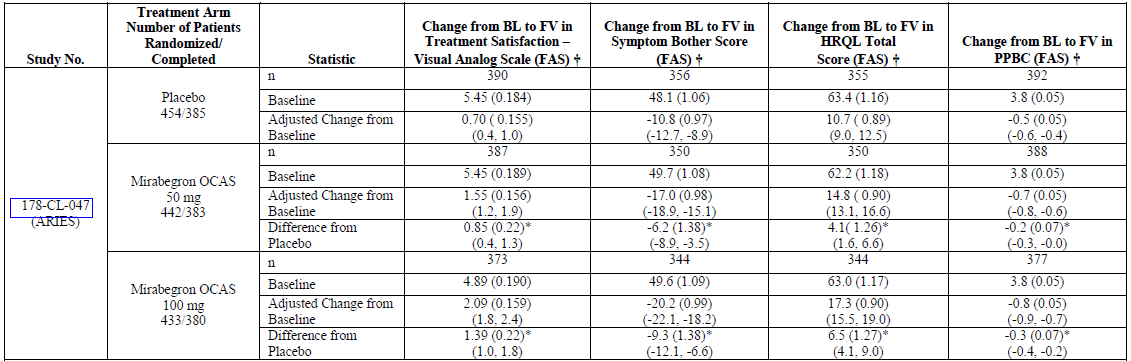 Study No.
Treatment Arm
Number of Patients
Randomized/
Completed
Statistic
Change from BL to FV in
Treatment Satisfaction –
Visual Analog Scale (FAS) †
Change from BL to FV in
Symptom Bother Score
(FAS) †
Change from BL to FV in
HRQL Total
Score (FAS) †
Change from BL to FV in
PPBC (FAS) †
178-CL-047
(ARIES)
Placebo
454/385
n 390 356 355 392
Baseline 5.45 (0.184) 48.1 (1.06) 63.4 (1.16) 3.8 (0.05)
Adjusted Change from 0.70 ( 0.155) -10.8 (0.97) 10.7 ( 0.89) -0.5 (0.05)
Baseline (0.4, 1.0) (-12.7, -8.9) (9.0, 12.5) (-0.6, -0.4)
Mirabegron OCAS
50 mg
442/383
n 387 350 350 388
Baseline 5.45 (0.189) 49.7 (1.08) 62.2 (1.18) 3.8 (0.05)
Adjusted Change from 1.55 (0.156) -17.0 (0.98) 14.8 ( 0.90) -0.7 (0.05)
Baseline (1.2, 1.9) (-18.9, -15.1) (13.1, 16.6) (-0.8, -0.6)
Difference from 0.85 (0.22)* -6.2 (1.38)* 4.1( 1.26)* -0.2 (0.07)*
Placebo (0.4, 1.3) (-8.9, -3.5) (1.6, 6.6) (-0.3, -0.0)
Mirabegron OCAS
100 mg
433/380
n 373 344 344 377
Baseline 4.89 (0.190) 49.6 (1.09) 63.0 (1.17) 3.8 (0.05)
Adjusted Change from 2.09 (0.159) -20.2 (0.99) 17.3 (0.90) -0.8 (0.05)
Baseline (1.8, 2.4) (-22.1, -18.2) (15.5, 19.0) (-0.9, -0.7)
Difference from 1.39 (0.22)* -9.3 (1.38)* 6.5 (1.27)* -0.3 (0.07)*
Placebo (1.0, 1.8) (-12.1, -6.6) (4.1, 9.0) (-0.4, -0.2)